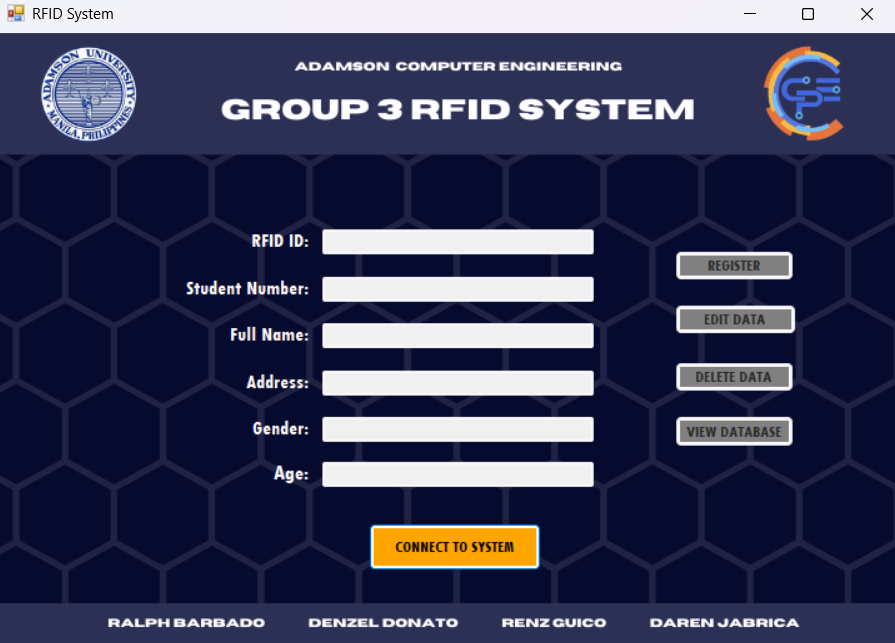 RFID System
ADAMSON UNIVERSITY
MANILA, PHILIPPINES
ADAMSON COMPUTER ENGINEERING
GROUP 3 RFID SYSTEM
CPE
RFID ID:
REGISTER
Student Number:
EDIT DATA
Full Name:
Address:
DELETE DATA
Gender:
VIEW DATABASE
Age:
CONNECT TO SYSTEM
RALPH BARBADO DENZEL DONATO RENZ GUICO DAREN JABRICA